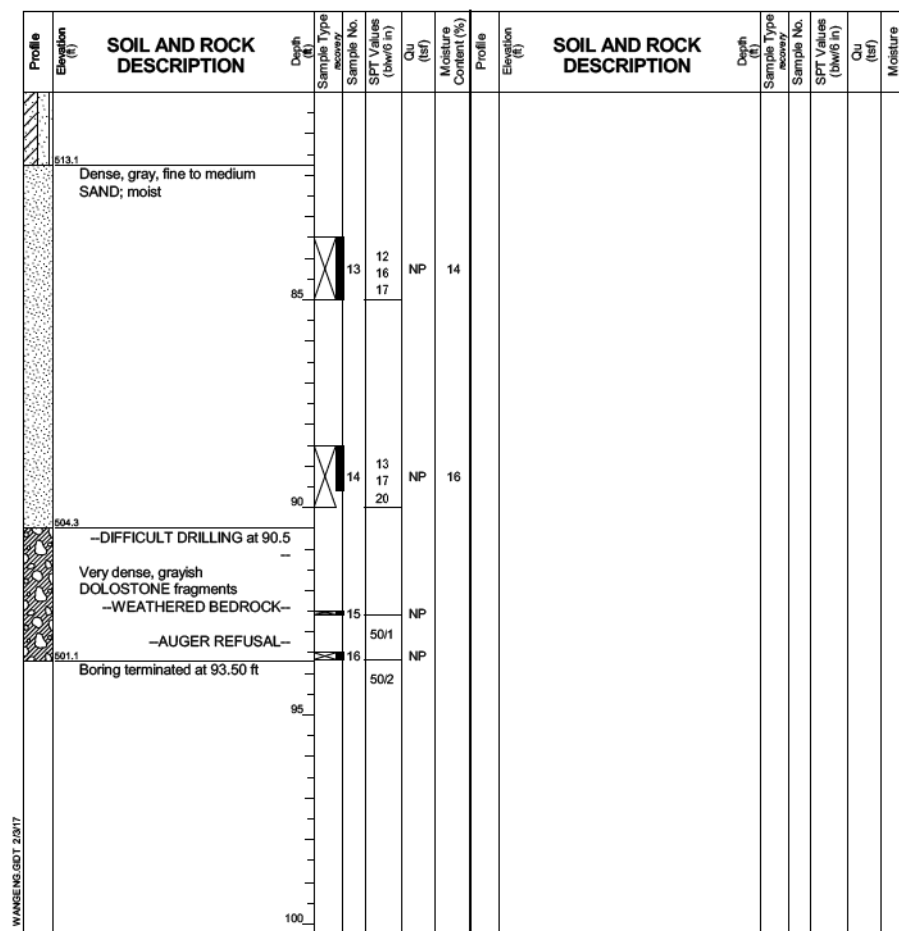 Profile
Elevation
(ft)
SOIL AND ROCK
DESCRIPTION
Depth
(ft)
Sample Type
recovery
Sample No.
SPT Values
(blw/6 in)
Qu
(tsf)
Moisture
Content (%)
Profile
Elevation
(ft)
SOIL AND ROCK
DESCRIPTION
Depth
(ft)
Sample Type
recovery
Sample No.
SPT Values
(blw/6 in)
Qu
(tsf)
Moisture
513.1
Dense, gray, fine to medium
SAND; moist
12
13 16 NP 14
17
85
13
14 17 NP 16
20
90
504.3
--DIFFICULT DRILLING at 90.5
--
Very dense, grayish
DOLOSTONE fragments
--WEATHERED BEDROCK--
15 NP
50/1
--AUGER REFUSAL--
501.1
16 NP
Boring terminated at 93.50 ft
50/2
95
100
WANGENG.GDT 2/3/17